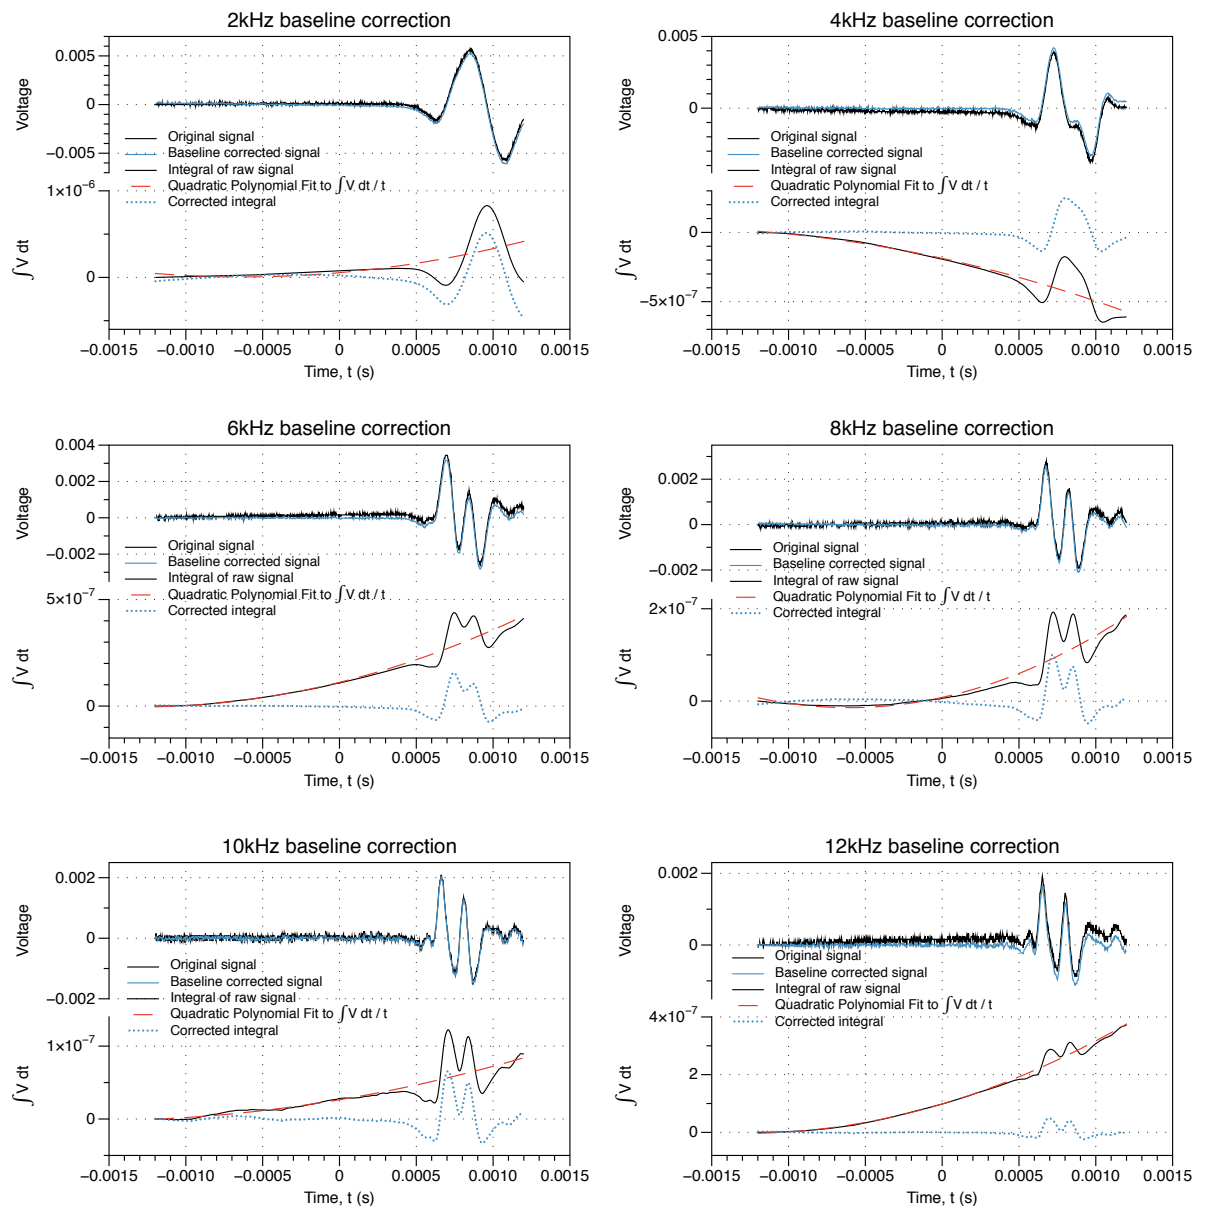 2kHz baseline correction
0.005
0
−0.005
Voltage
Original signal
Baseline corrected signal
Integral of raw signal
Quadratic Polynomial Fit to ∫V dt / t
Corrected integral
1×10⁻⁶
0
∫V dt
−0.0015 −0.0010 −0.0005 0 0.0005 0.0010 0.0015
Time, t (s)
4kHz baseline correction
0.005
0
Voltage
Original signal
Baseline corrected signal
Integral of raw signal
Quadratic Polynomial Fit to ∫V dt / t
Corrected integral
0
−5×10⁻⁷
∫V dt
−0.0015 −0.0010 −0.0005 0 0.0005 0.0010 0.0015
Time, t (s)
6kHz baseline correction
0.004
0.002
0
−0.002
Voltage
Original signal
Baseline corrected signal
Integral of raw signal
Quadratic Polynomial Fit to ∫V dt / t
Corrected integral
5×10⁻⁷
0
∫V dt
−0.0015 −0.0010 −0.0005 0 0.0005 0.0010 0.0015
Time, t (s)
8kHz baseline correction
0.002
0
−0.002
Voltage
Original signal
Baseline corrected signal
Integral of raw signal
Quadratic Polynomial Fit to ∫V dt / t
Corrected integral
2×10⁻⁷
0
∫V dt
−0.0015 −0.0010 −0.0005 0 0.0005 0.0010 0.0015
Time, t (s)
10kHz baseline correction
0.002
0
−0.002
Voltage
Original signal
Baseline corrected signal
Integral of raw signal
Quadratic Polynomial Fit to ∫V dt / t
Corrected integral
1×10⁻⁷
0
∫V dt
−0.0015 −0.0010 −0.0005 0 0.0005 0.0010 0.0015
Time, t (s)
12kHz baseline correction
0.002
0
Voltage
Original signal
Baseline corrected signal
Integral of raw signal
Quadratic Polynomial Fit to ∫V dt / t
Corrected integral
4×10⁻⁷
2
0
∫V dt
−0.0015 −0.0010 −0.0005 0 0.0005 0.0010 0.0015
Time, t (s)